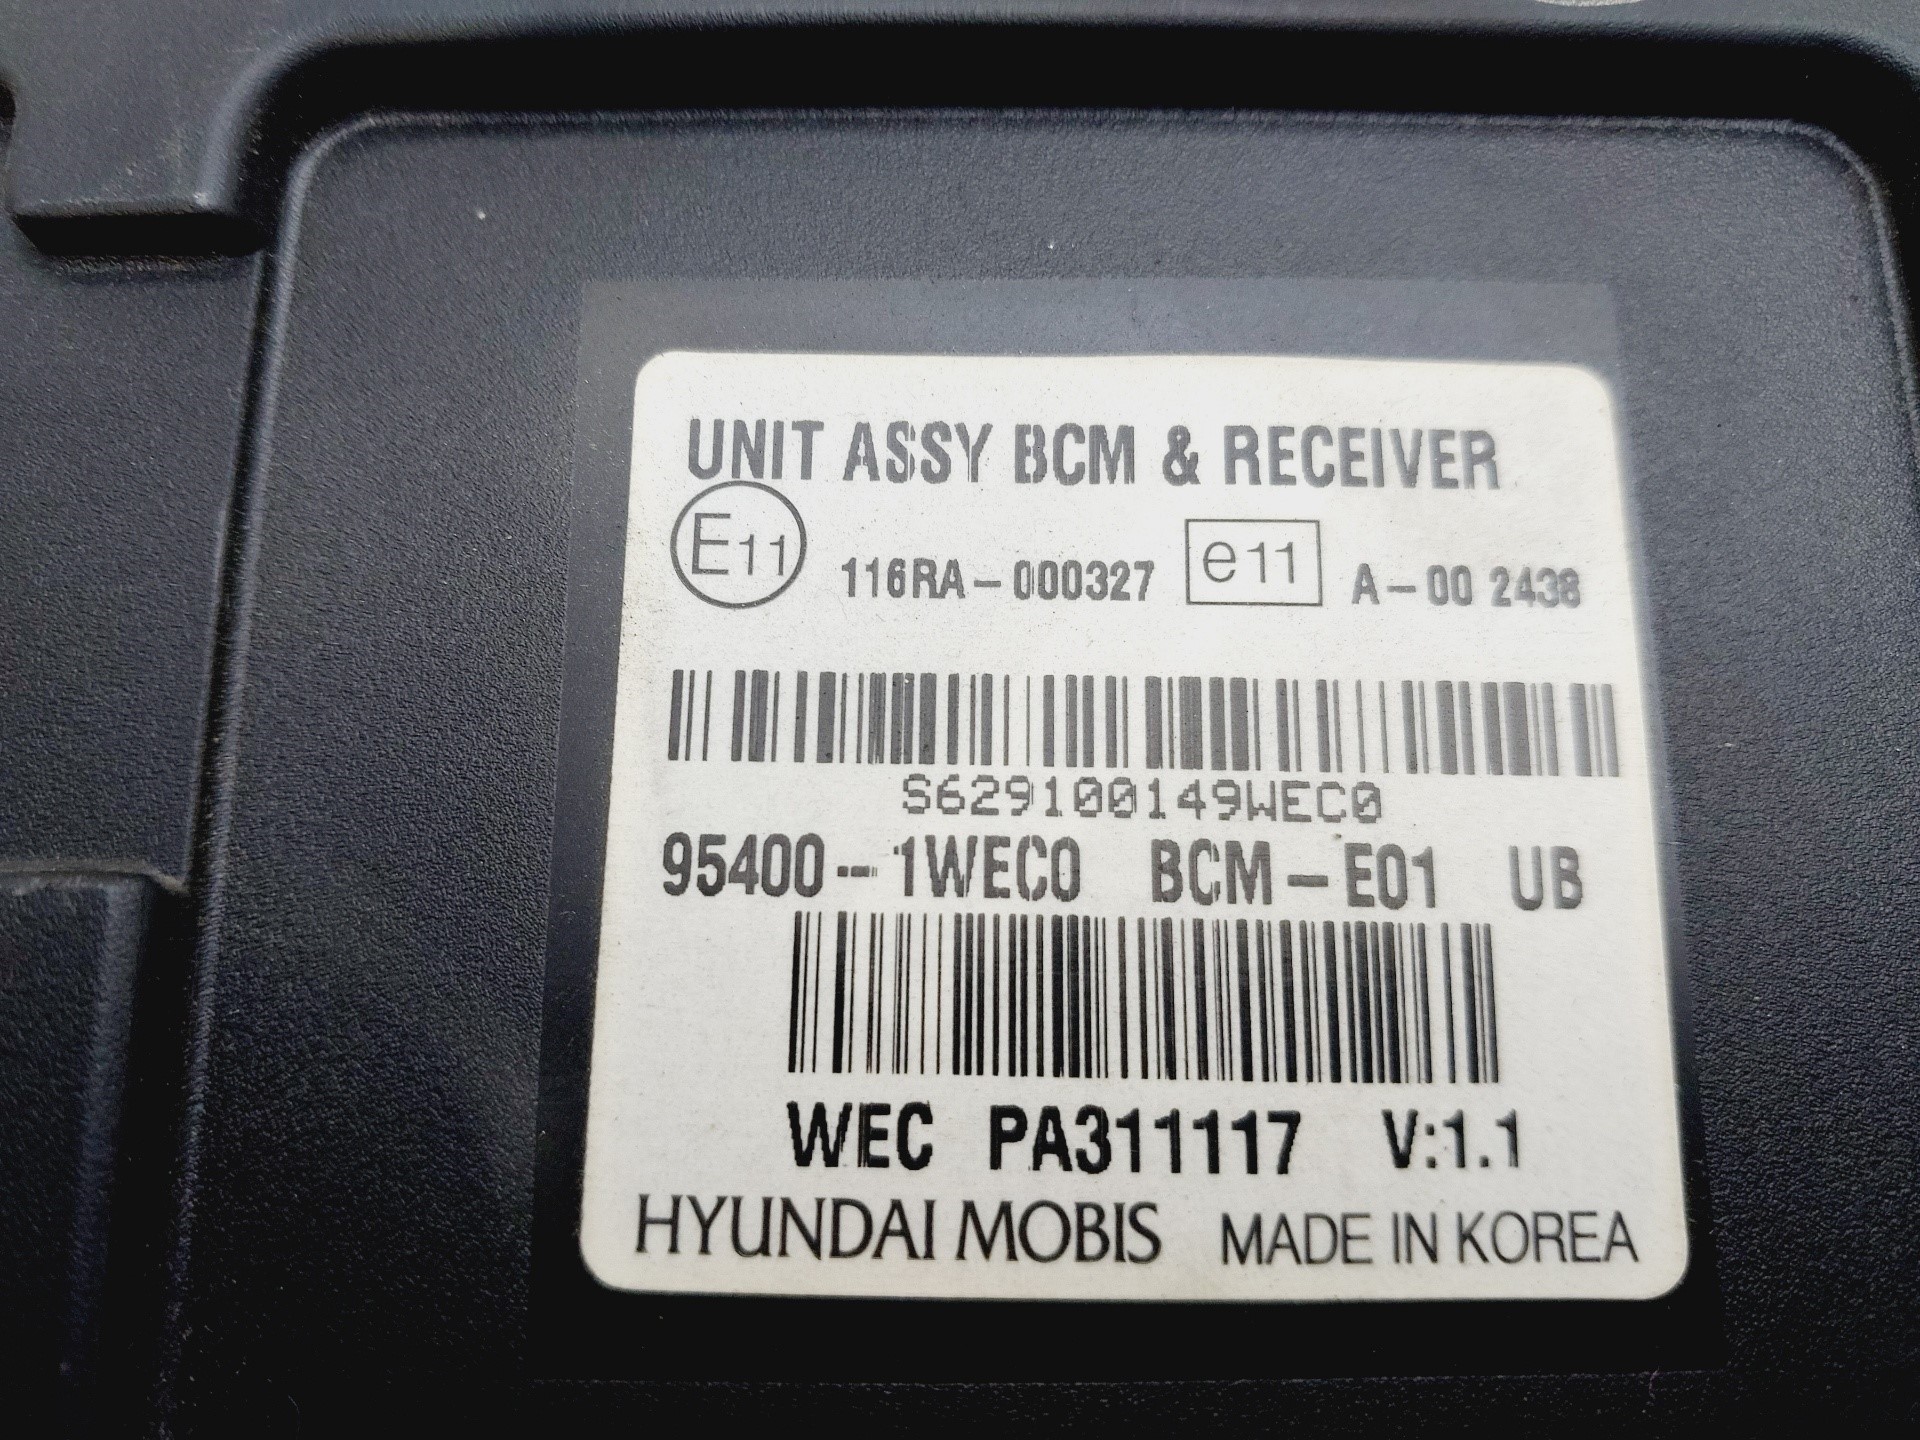 UNIT ASSY BCM & RECEIVER
E11 116RA-000327 e11 A-00 2438
S629100149WEC0
95400-1WEC0 BCM-E01 UB
WEC PA311117 V:1.1
HYUNDAI MOBIS MADE IN KOREA